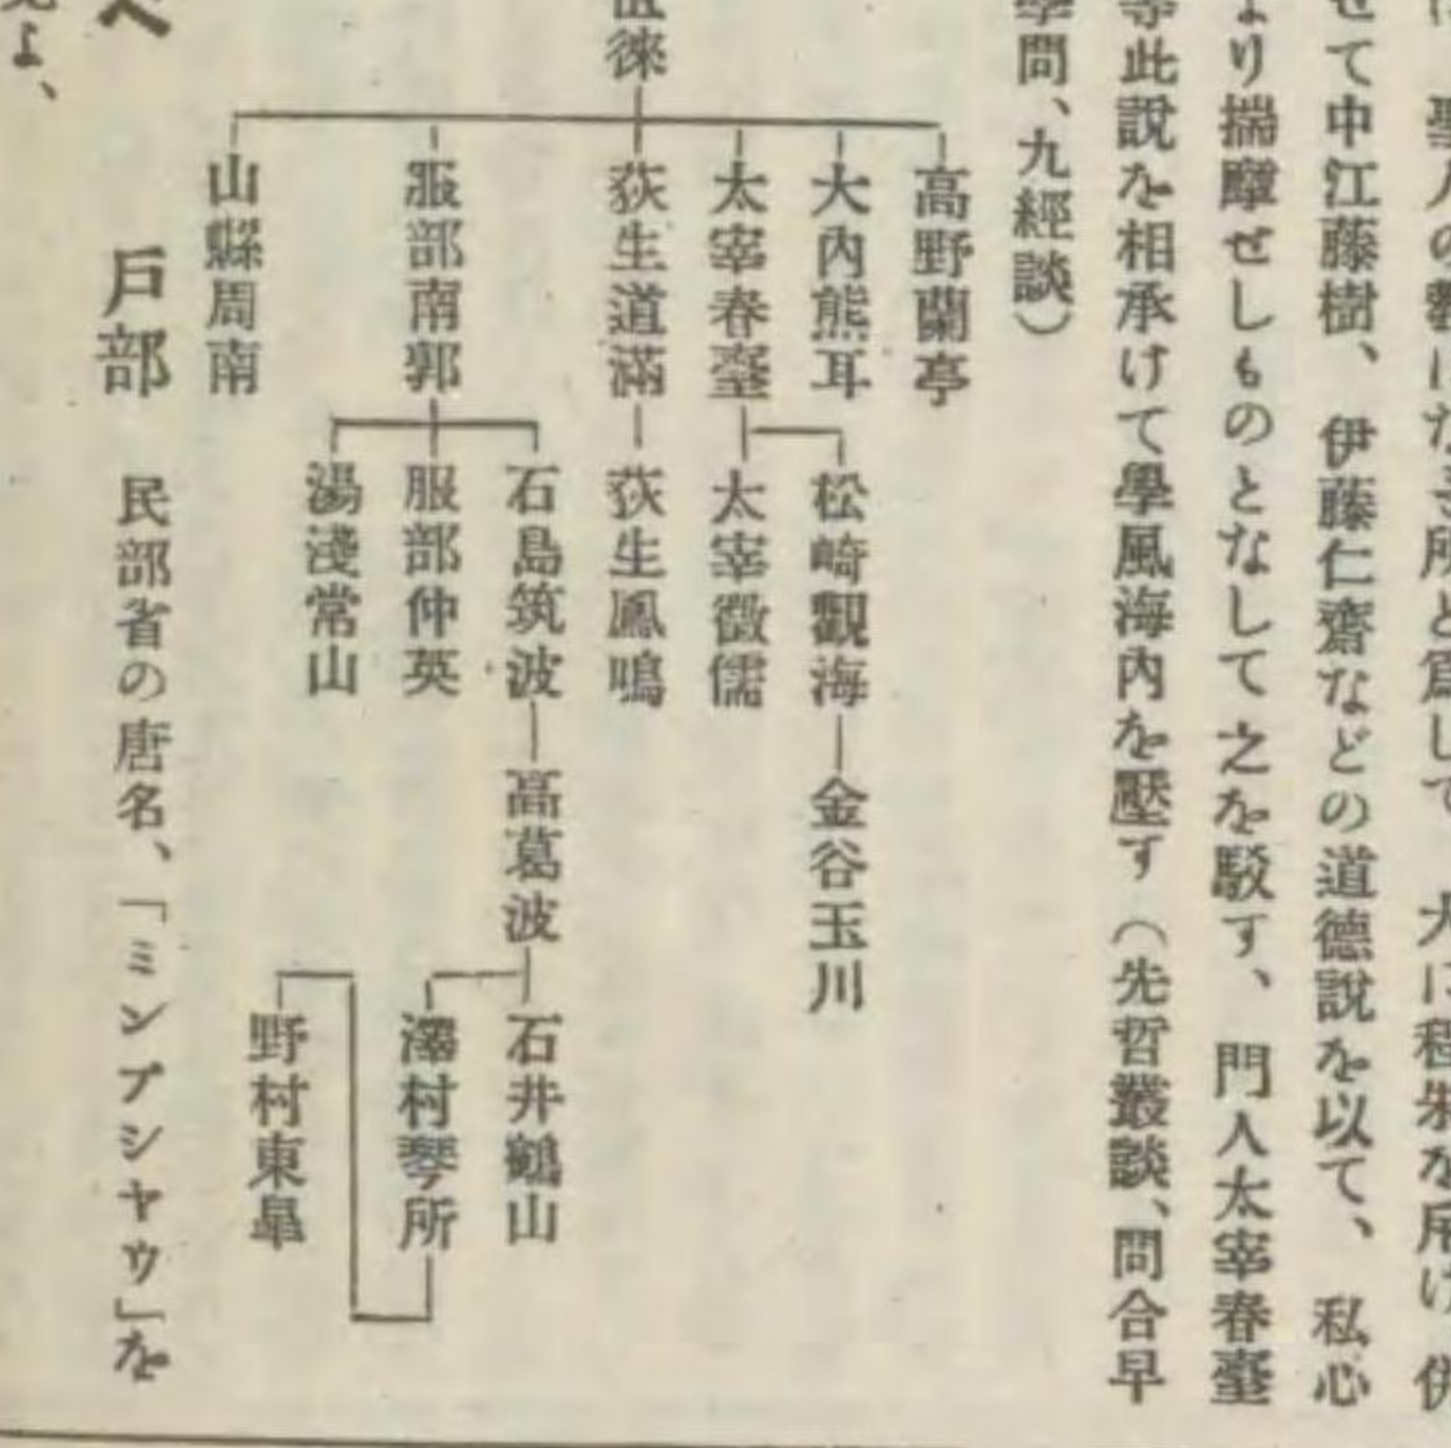 聖人の
せて中江藤樹、伊藤仁齋などの道德說を以て、私心
より揣摩せしものとなして之を駁す、門人太宰春臺
等此說を相承けて學風海內を壓す（先哲叢談、問合早
學問、九經談）
徂徠
高野蘭亭
大內熊耳
太宰春臺
松崎觀海
金谷玉川
太宰徵儒
荻生道滿
荻生鳳鳴
服部南郭
石島筑波
高葛波
石井鶴山
澤村琴所
野村東皐
服部仲英
湯淺常山
山縣周南
戶部 民部省の唐名、「ミンブシヤウ」を
見よ、
へ